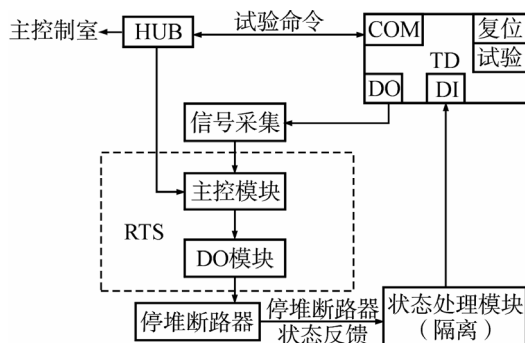 主控制室
HUB
试验命令
COM
复位
试验
TD
DO
DI
信号采集
主控模块
RTS
DO模块
停堆断路器
停堆断路器
状态反馈
状态处理模块
（隔离）